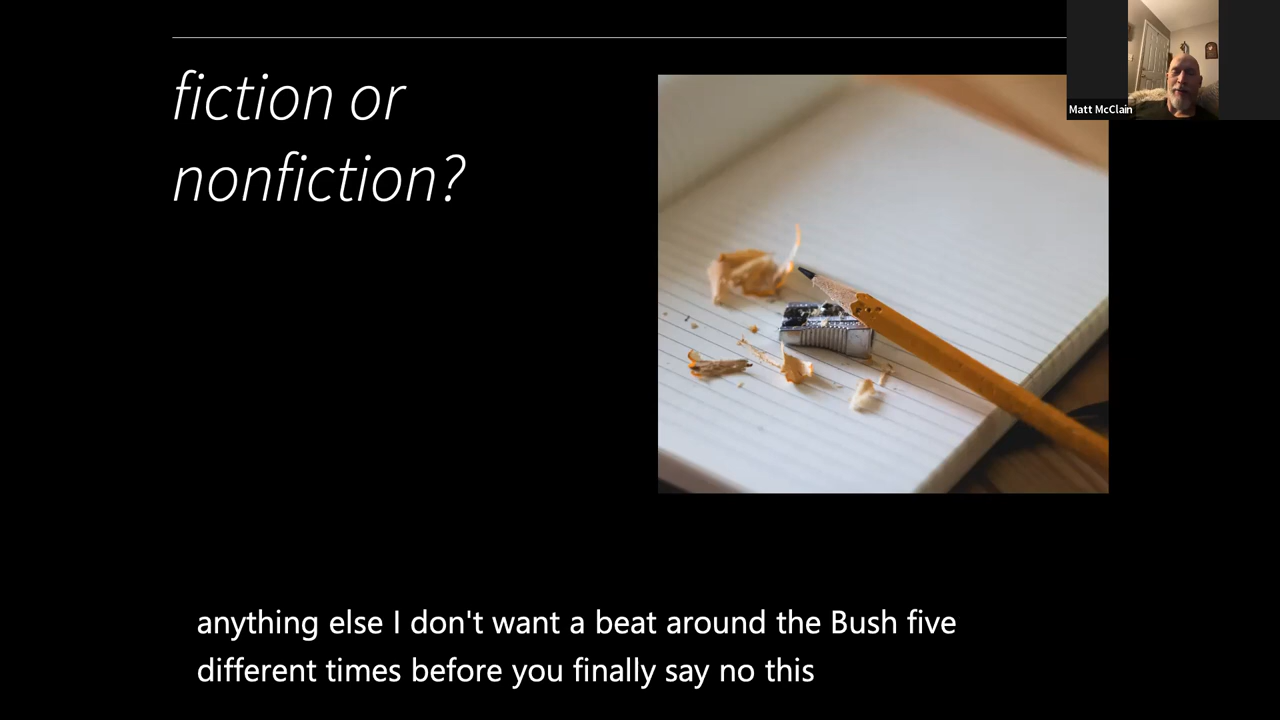 fiction or
nonfiction?
Matt McClain
anything else I don't want a beat around the Bush five
different times before you finally say no this